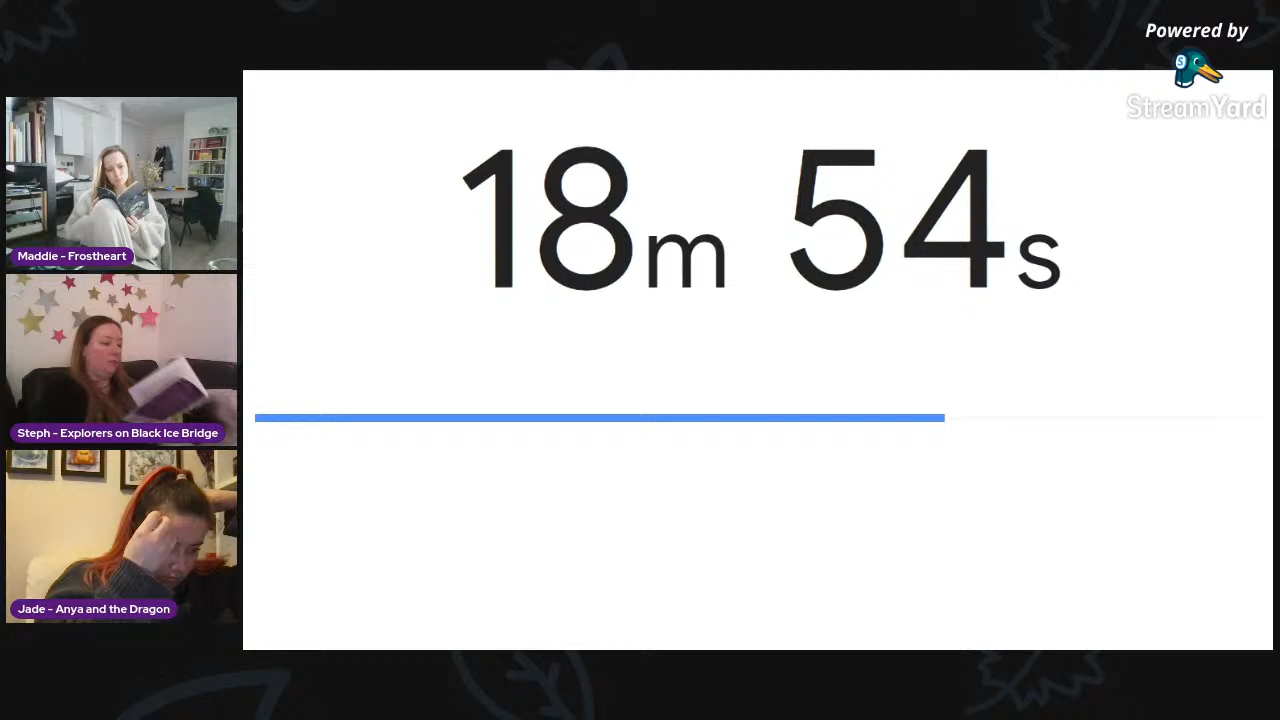 Powered by
StreamYard
18m 54s
Maddie - Frostheart
Steph - Explorers on Black Ice Bridge
Jade - Anya and the Dragon